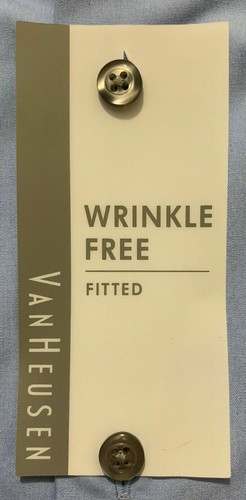 WRINKLE
FREE
FITTED
VANHEUSEN